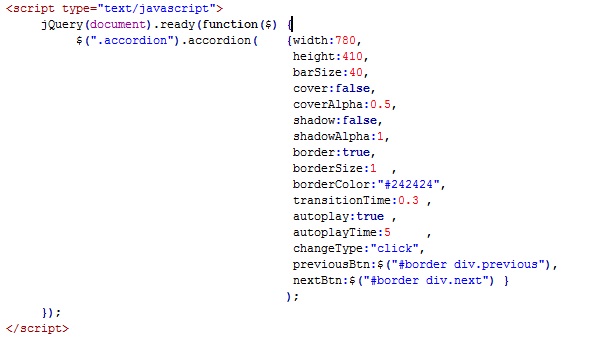 <script type="text/javascript">
jQuery(document).ready(function($) {
$(".accordion").accordion( {width:780,
height:410,
barSize:40,
cover:false,
coverAlpha:0.5,
shadow:false,
shadowAlpha:1,
border:true,
borderSize:1 ,
borderColor:"#242424",
transitionTime:0.3 ,
autoplay:true ,
autoplayTime:5 ,
changeType:"click",
previousBtn:$("#border div.previous"),
nextBtn:$("#border div.next") }
);
});
</script>